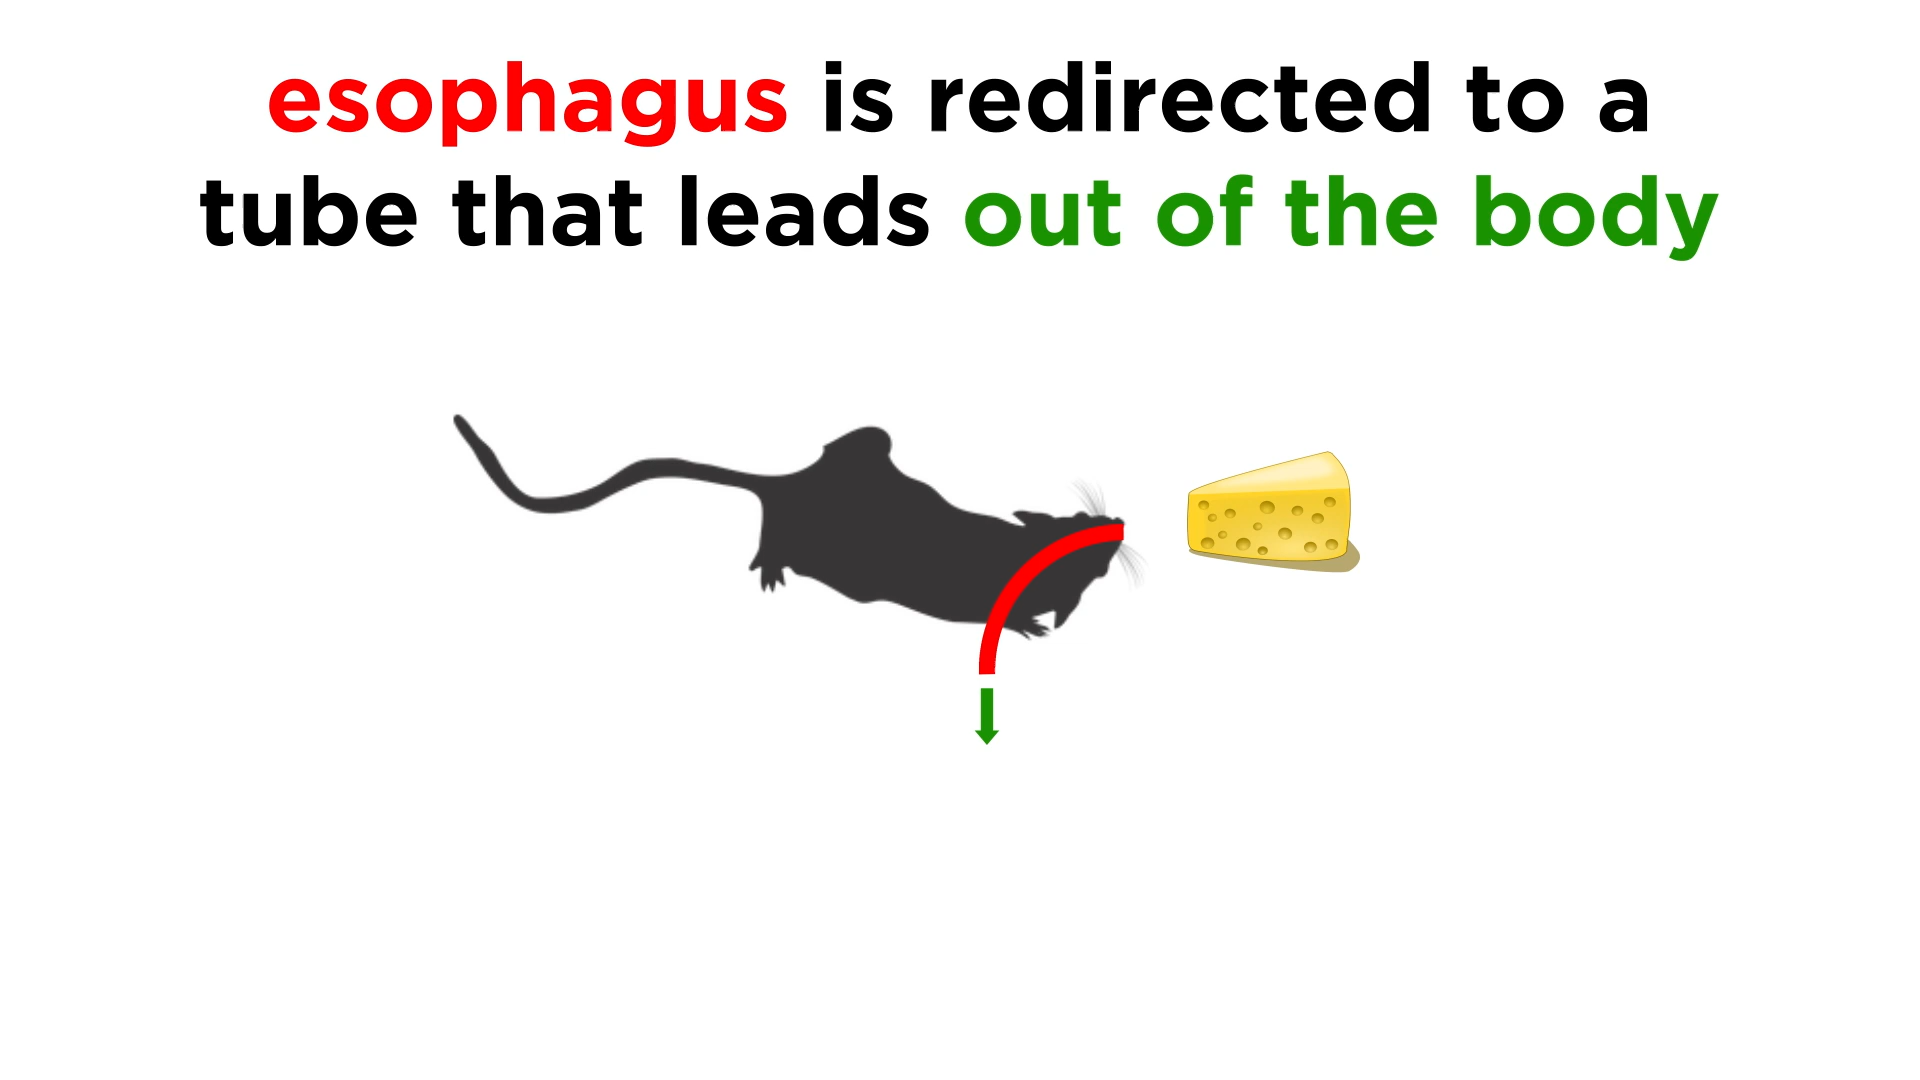 esophagus is redirected to a
tube that leads out of the body